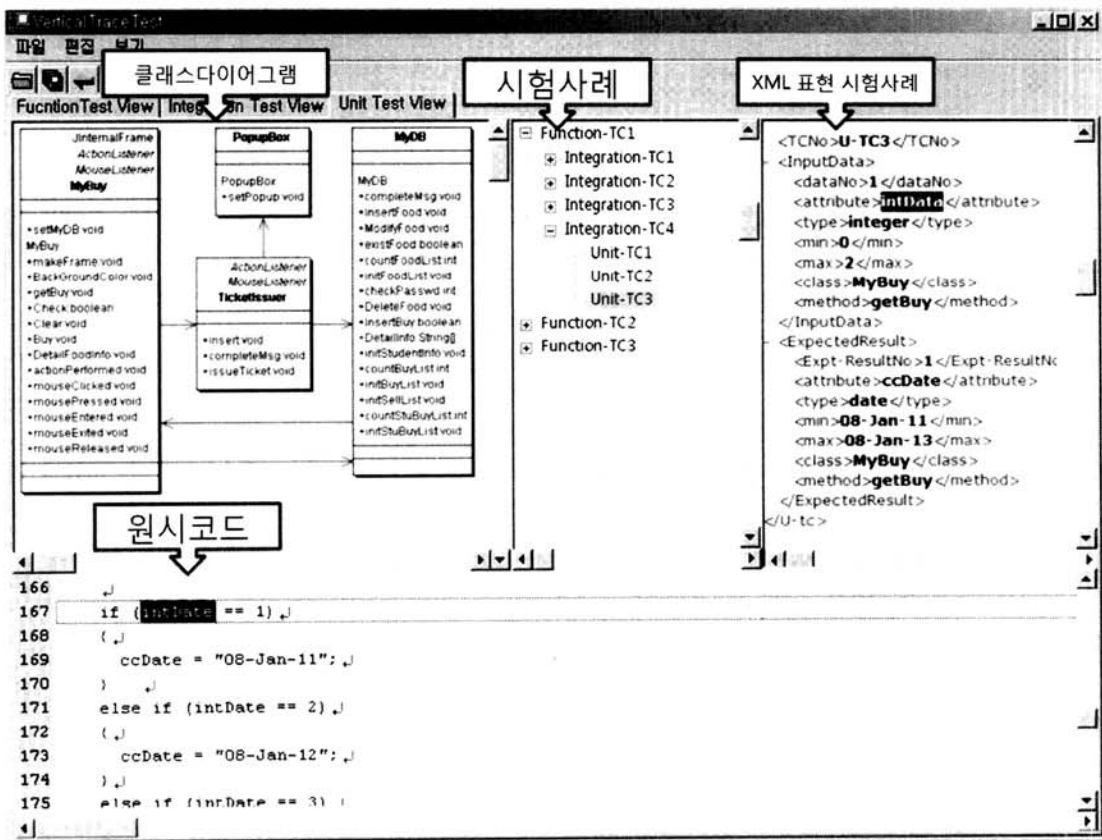 VerticalTraceTest
파일 편집 보기
클래스다이어그램
시험사례
XML 표현 시험사례
FucntionTest View
Test View
Unit Test View
JInternalFrame
ActionListener
MouseListener
MyBuy
+setMyDB void
MyBuy
+makeFrame void
+BackGroundColor void
+getBuy void
+Check boolean
+Clear void
+Buy void
+DetailFoodInfo void
+actionPerformed void
+mouseClicked void
+mousePressed void
+mouseEntered void
+mouseExited void
+mouseReleased void
PopupBox
PopupBox
+setPopup void
ActionListener
MouseListener
TicketIssuer
+insert void
+completeMsg void
+issueTicket void
MyDB
MyDB
+completeMsg void
+insertFood void
+ModifyFood void
+existFood boolean
+countFoodList int
+initFoodList void
+checkPasswd int
+DeleteFood void
+insertBuy boolean
+DetailInfo String[]
+initStudentInfo void
+countBuyList int
+initBuyList void
+initSellList void
+countStuBuyList int
+initStuBuyList void
Function-TC1
Integration-TC1
Integration-TC2
Integration-TC3
Integration-TC4
Unit-TC1
Unit-TC2
Unit-TC3
Function-TC2
Function-TC3
<TCNo>U-TC3</TCNo>
<InputData>
<dataNo>1</dataNo>
<attribute>intData</attribute>
<type>integer</type>
<min>0</min>
<max>2</max>
<class>MyBuy</class>
<method>getBuy</method>
</InputData>
<ExpectedResult>
<Expt-ResultNo>1</Expt-ResultNo
<attribute>ccDate</attribute>
<type>date</type>
<min>08-Jan-11</min>
<max>08-Jan-13</max>
<class>MyBuy</class>
<method>getBuy</method>
</ExpectedResult>
</U-tc>
원시코드
166
167 if (intDate == 1)
168 {
169 ccDate = "08-Jan-11";
170 }
171 else if (intDate == 2)
172 {
173 ccDate = "08-Jan-12";
174 }
175 else if (intDate == 3)